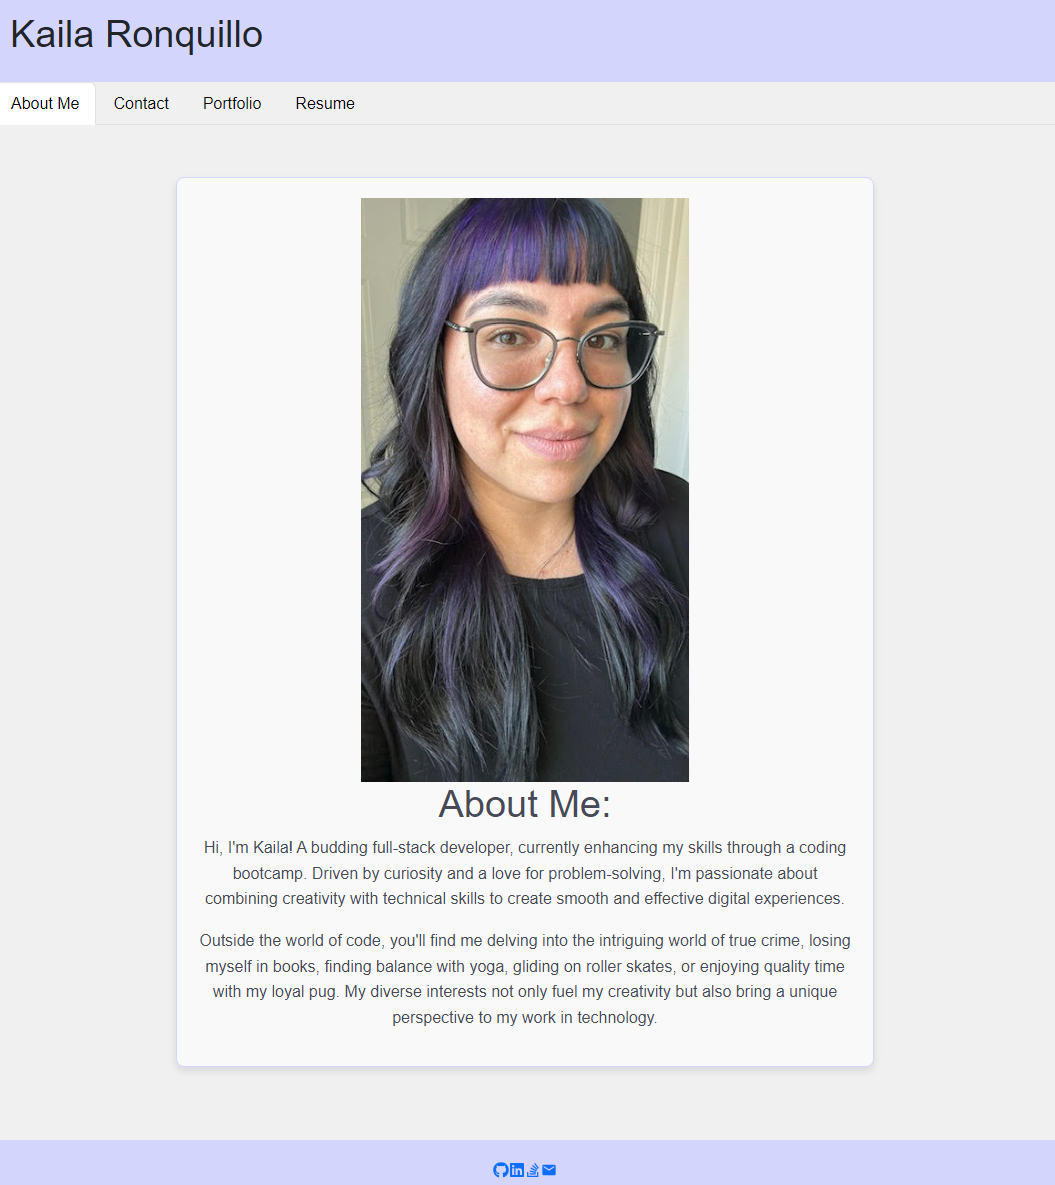 Kaila Ronquillo
About Me
Contact
Portfolio
Resume
About Me:
Hi, I'm Kaila! A budding full-stack developer, currently enhancing my skills through a coding
bootcamp. Driven by curiosity and a love for problem-solving, I'm passionate about
combining creativity with technical skills to create smooth and effective digital experiences.
Outside the world of code, you'll find me delving into the intriguing world of true crime, losing
myself in books, finding balance with yoga, gliding on roller skates, or enjoying quality time
with my loyal pug. My diverse interests not only fuel my creativity but also bring a unique
perspective to my work in technology.